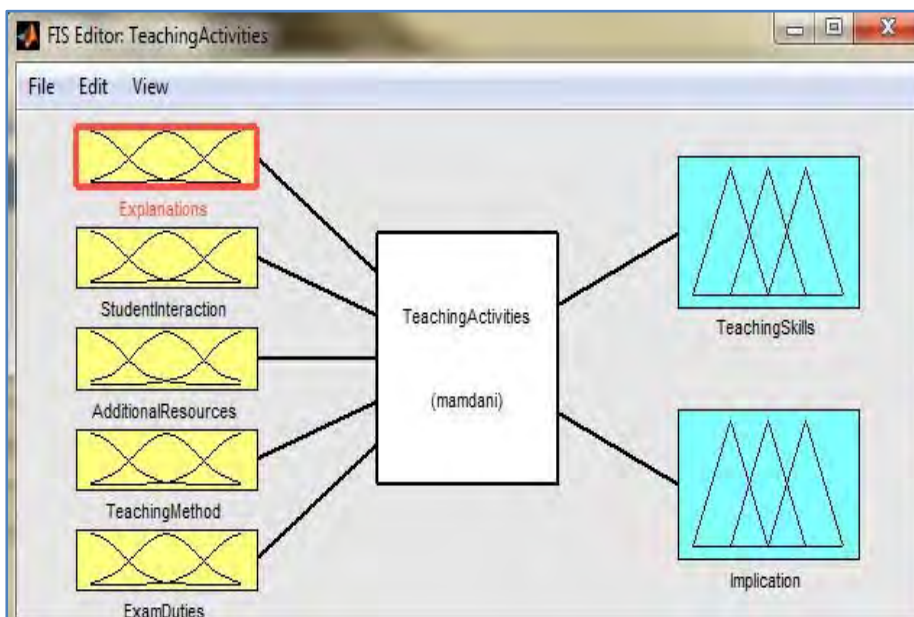 FIS Editor: TeachingActivities
File Edit View
Explanations
StudentInteraction
AdditionalResources
TeachingMethod
ExamDuties
TeachingActivities
(mamdani)
TeachingSkills
Implication